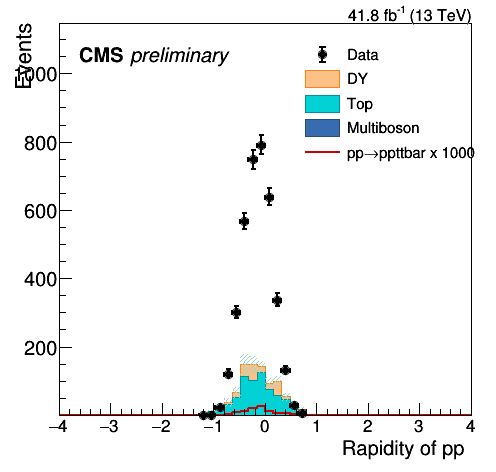 41.8 fb-1 (13 TeV)
Events
CMS preliminary
Data
DY
Top
Multiboson
pp→ppttbar x 1000
1000
800
600
400
200
−4 −3 −2 −1 0 1 2 3 4
Rapidity of pp